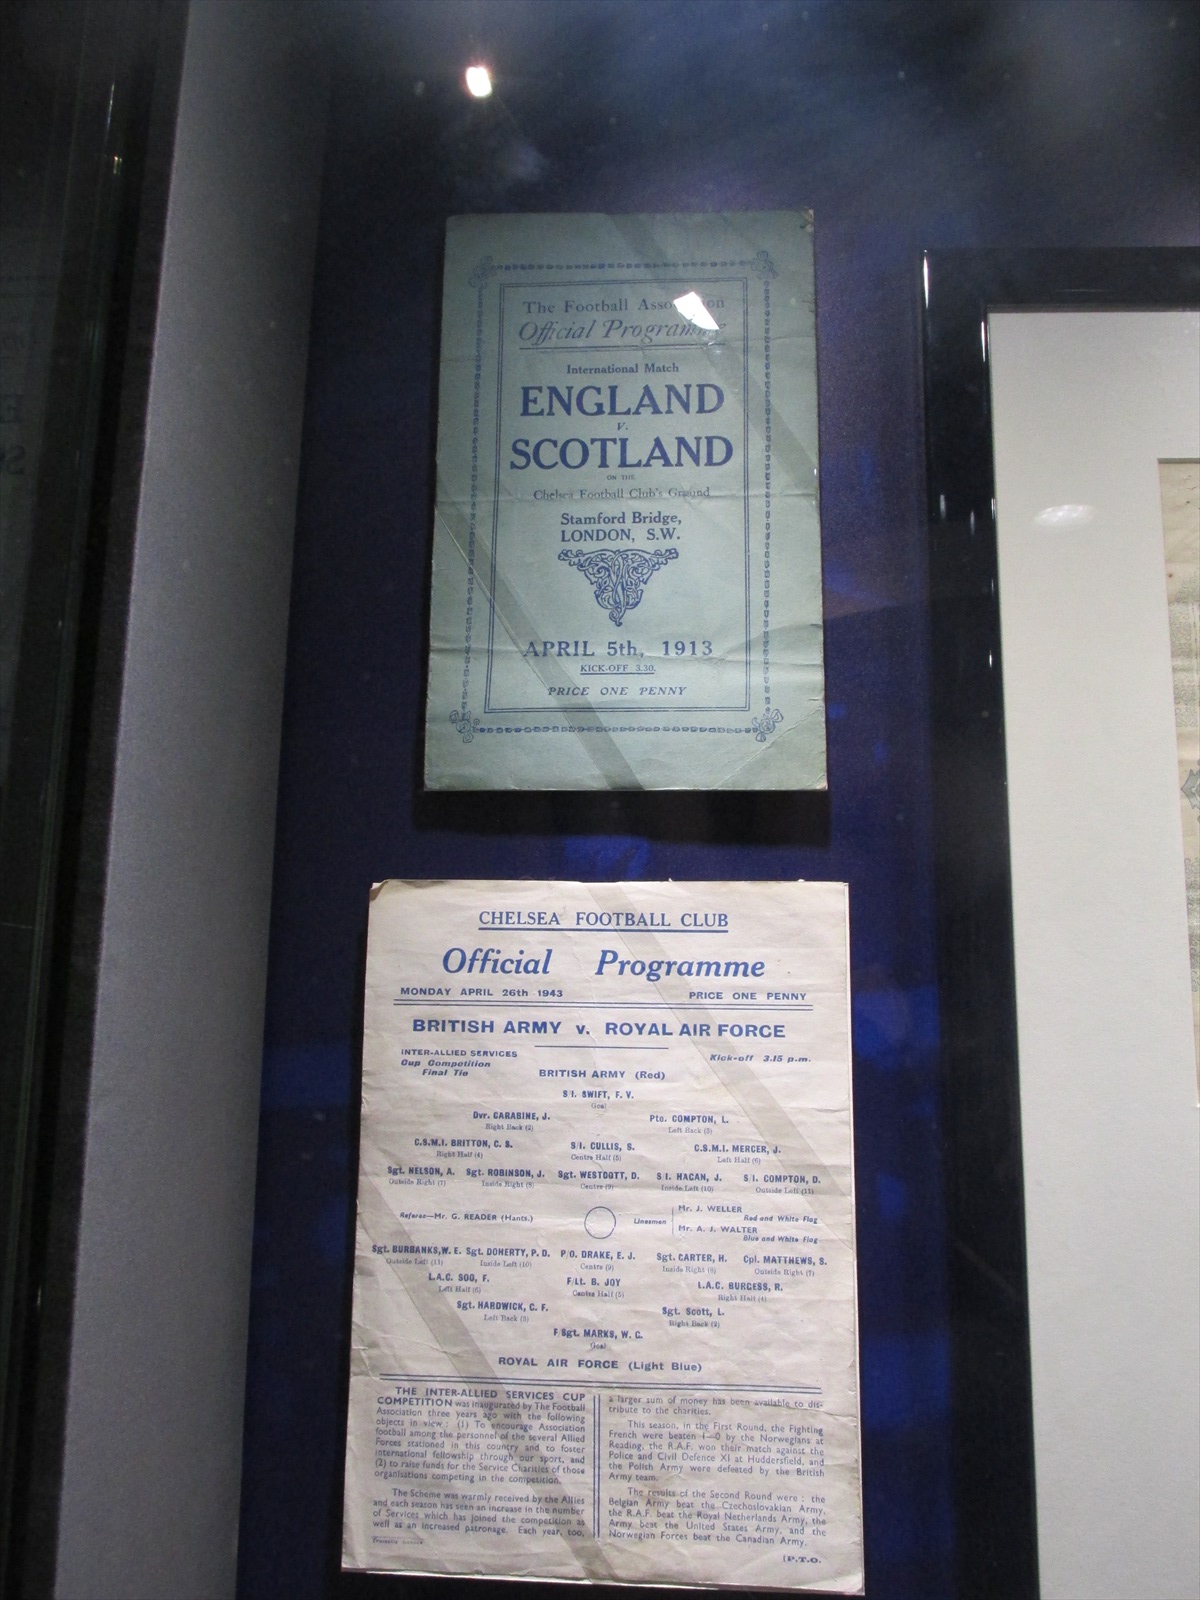 The Football Association
Official Programme
International Match
ENGLAND
V.
SCOTLAND
ON THE
Chelsea Football Club's Ground
Stamford Bridge,
LONDON, S.W.
APRIL 5th, 1913
KICK-OFF 3.30.
PRICE ONE PENNY
CHELSEA FOOTBALL CLUB
Official Programme
MONDAY APRIL 26th 1943 PRICE ONE PENNY
BRITISH ARMY v. ROYAL AIR FORCE
INTER-ALLIED SERVICES
Cup Competition
Final Tie
Kick-off 3.15 p.m.
BRITISH ARMY (Red)
S/I. SWIFT, F. V.
Goal
Dvr. CARABINE, J. Pte. COMPTON, L.
Right Back (2) Left Back (3)
C.S.M.I. BRITTON, C. S. S/I. CULLIS, S. C.S.M.I. MERCER, J.
Right Half (4) Centre Half (5) Left Half (6)
Sgt. NELSON, A. Sgt. ROBINSON, J. Sgt. WESTCOTT, D. S/I. HAGAN, J. S/I. COMPTON, D.
Outside Right (7) Inside Right (8) Centre (9) Inside Left (10) Outside Left (11)
Referee—Mr. G. READER (Hants.) Linesmen
Mr. J. WELLER
Red and White Flag
Mr. A. J. WALTER
Blue and White Flag
Sgt. BURBANKS, W. E. Sgt. DOHERTY, P. D. P/O. DRAKE, E. J. Sgt. CARTER, H. Cpl. MATTHEWS, S.
Outside Left (11) Inside Left (10) Centre (9) Inside Right (8) Outside Right (7)
L.A.C. SOO, F. F/Lt. B. JOY L.A.C. BURGESS, R.
Left Half (6) Centre Half (5) Right Half (4)
Sgt. HARDWICK, C. F. Sgt. Scott, L.
Left Back (3) Right Back (2)
F/Sgt. MARKS, W. C.
Goal
ROYAL AIR FORCE (Light Blue)
THE INTER-ALLIED SERVICES CUP
COMPETITION was inaugurated by The Football
Association three years ago with the following
objects in view: (1) To encourage Association
football among the personnel of the several Allied
Forces stationed in this country and to foster
international fellowship through our sport, and
(2) to raise funds for the Service Charities of those
organisations competing in the competition.
The Scheme was warmly received by the Allies
and each season has seen an increase in the number
of Services which has joined the competition as
well as an increased patronage. Each year, too,
a larger sum of money has been available to dis-
tribute to the charities.
This season, in the First Round, the Fighting
French were beaten 1—0 by the Norwegians at
Reading, the R.A.F. won their match against the
Police and Civil Defence XI at Huddersfield, and
the Polish Army were defeated by the British
Army team.
The results of the Second Round were: the
Belgian Army beat the Czechoslovakian Army,
the R.A.F. beat the Royal Netherlands Army, the
Army beat the United States Army, and the
Norwegian Forces beat the Canadian Army.
(P.T.O.